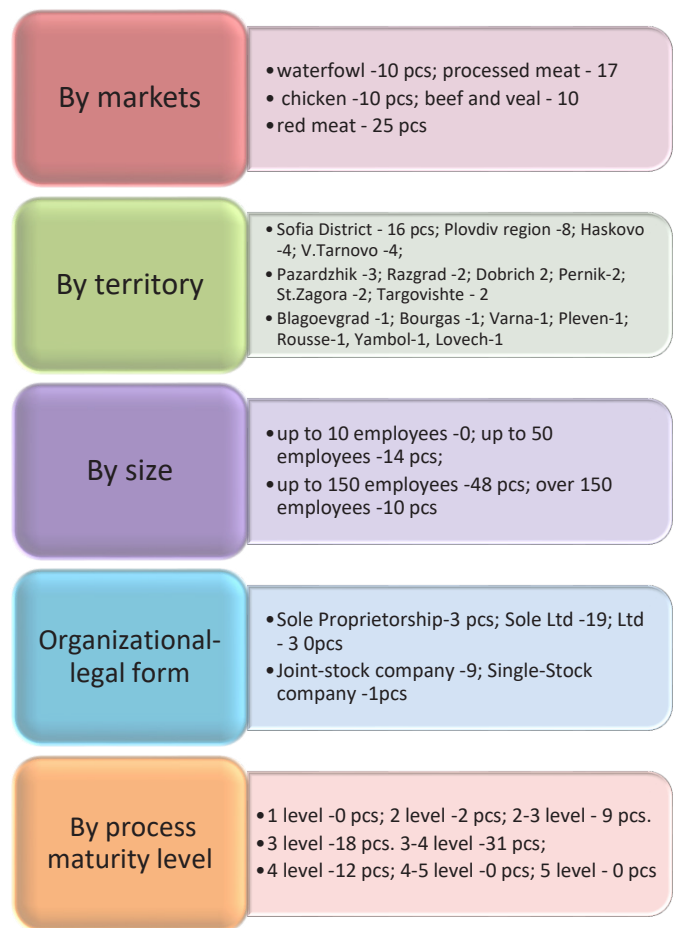 By markets
•waterfowl -10 pcs; processed meat - 17
• chicken -10 pcs; beef and veal - 10
•red meat - 25 pcs
By territory
•Sofia District - 16 pcs; Plovdiv region -8; Haskovo
-4; V.Tarnovo -4;
•Pazardzhik -3; Razgrad -2; Dobrich 2; Pernik-2;
St.Zagora -2; Targovishte - 2
•Blagoevgrad -1; Bourgas -1; Varna-1; Pleven-1;
Rousse-1, Yambol-1, Lovech-1
By size
•up to 10 employees -0; up to 50
employees -14 pcs;
•up to 150 employees -48 pcs; over 150
employees -10 pcs
Organizational-
legal form
•Sole Proprietorship-3 pcs; Sole Ltd -19; Ltd
- 3 0pcs
•Joint-stock company -9; Single-Stock
company -1pcs
By process
maturity level
•1 level -0 pcs; 2 level -2 pcs; 2-3 level - 9 pcs.
•3 level -18 pcs. 3-4 level -31 pcs;
•4 level -12 pcs; 4-5 level -0 pcs; 5 level - 0 pcs